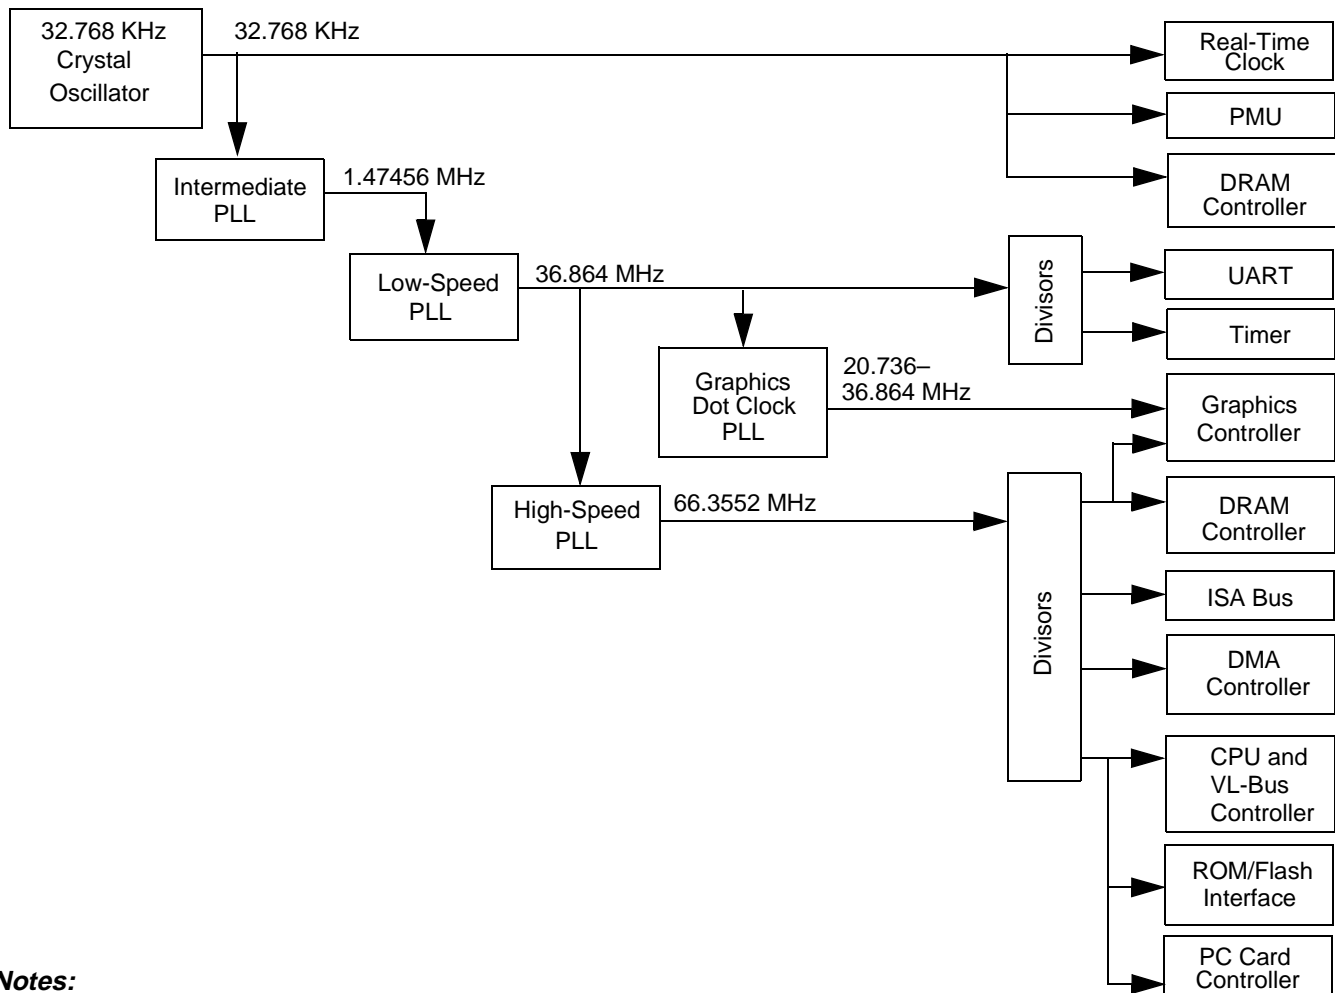 32.768 KHz
Crystal
Oscillator
32.768 KHz
Real-Time
Clock
PMU
Intermediate
PLL
1.47456 MHz
DRAM
Controller
Low-Speed
PLL
36.864 MHz
Divisors
UART
Timer
Graphics
Dot Clock
PLL
20.736–
36.864 MHz
Graphics
Controller
High-Speed
PLL
66.3552 MHz
Divisors
DRAM
Controller
ISA Bus
DMA
Controller
CPU and
VL-Bus
Controller
ROM/Flash
Interface
PC Card
Controller
Notes: